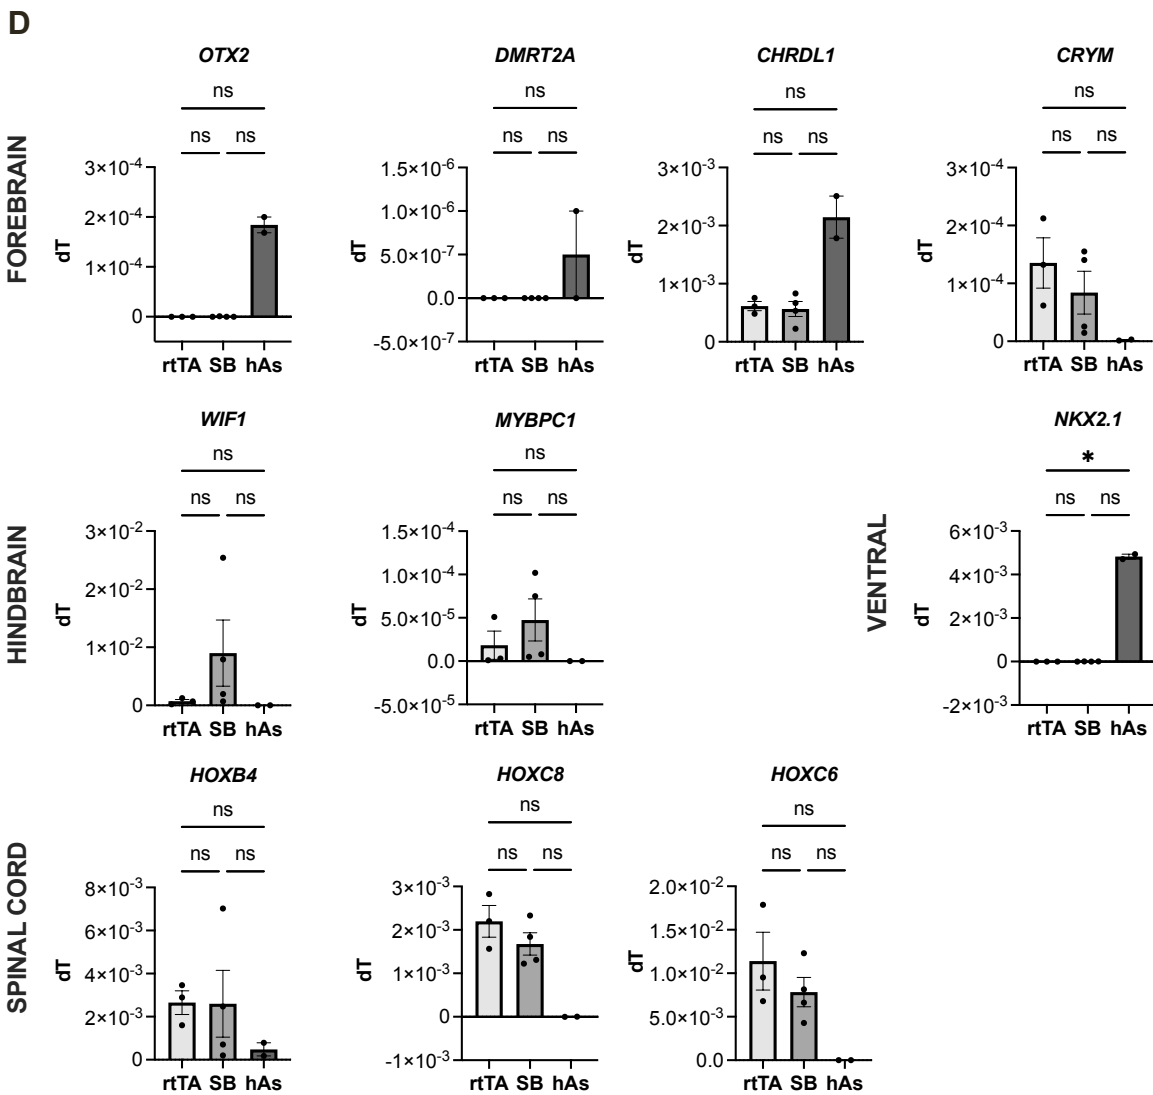 D
FOREBRAIN
OTX2
ns
ns ns
3×10⁻⁴
2×10⁻⁴
1×10⁻⁴
0
dT
rtTA SB hAs
DMRT2A
ns
ns ns
1.5×10⁻⁶
1.0×10⁻⁶
5.0×10⁻⁷
0.0
-5.0×10⁻⁷
dT
rtTA SB hAs
CHRDL1
ns
ns ns
3×10⁻³
2×10⁻³
1×10⁻³
0
dT
rtTA SB hAs
CRYM
ns
ns ns
3×10⁻⁴
2×10⁻⁴
1×10⁻⁴
0
dT
rtTA SB hAs
HINDBRAIN
WIF1
ns
ns ns
3×10⁻²
2×10⁻²
1×10⁻²
0
dT
rtTA SB hAs
MYBPC1
ns
ns ns
1.5×10⁻⁴
1.0×10⁻⁴
5.0×10⁻⁵
0.0
-5.0×10⁻⁵
dT
rtTA SB hAs
VENTRAL
NKX2.1
*
ns ns
6×10⁻³
4×10⁻³
2×10⁻³
0
-2×10⁻³
dT
rtTA SB hAs
SPINAL CORD
HOXB4
ns
ns ns
8×10⁻³
6×10⁻³
4×10⁻³
2×10⁻³
0
dT
rtTA SB hAs
HOXC8
ns
ns ns
3×10⁻³
2×10⁻³
1×10⁻³
0
-1×10⁻³
dT
rtTA SB hAs
HOXC6
ns
ns ns
2.0×10⁻²
1.5×10⁻²
1.0×10⁻²
5.0×10⁻³
0.0
dT
rtTA SB hAs